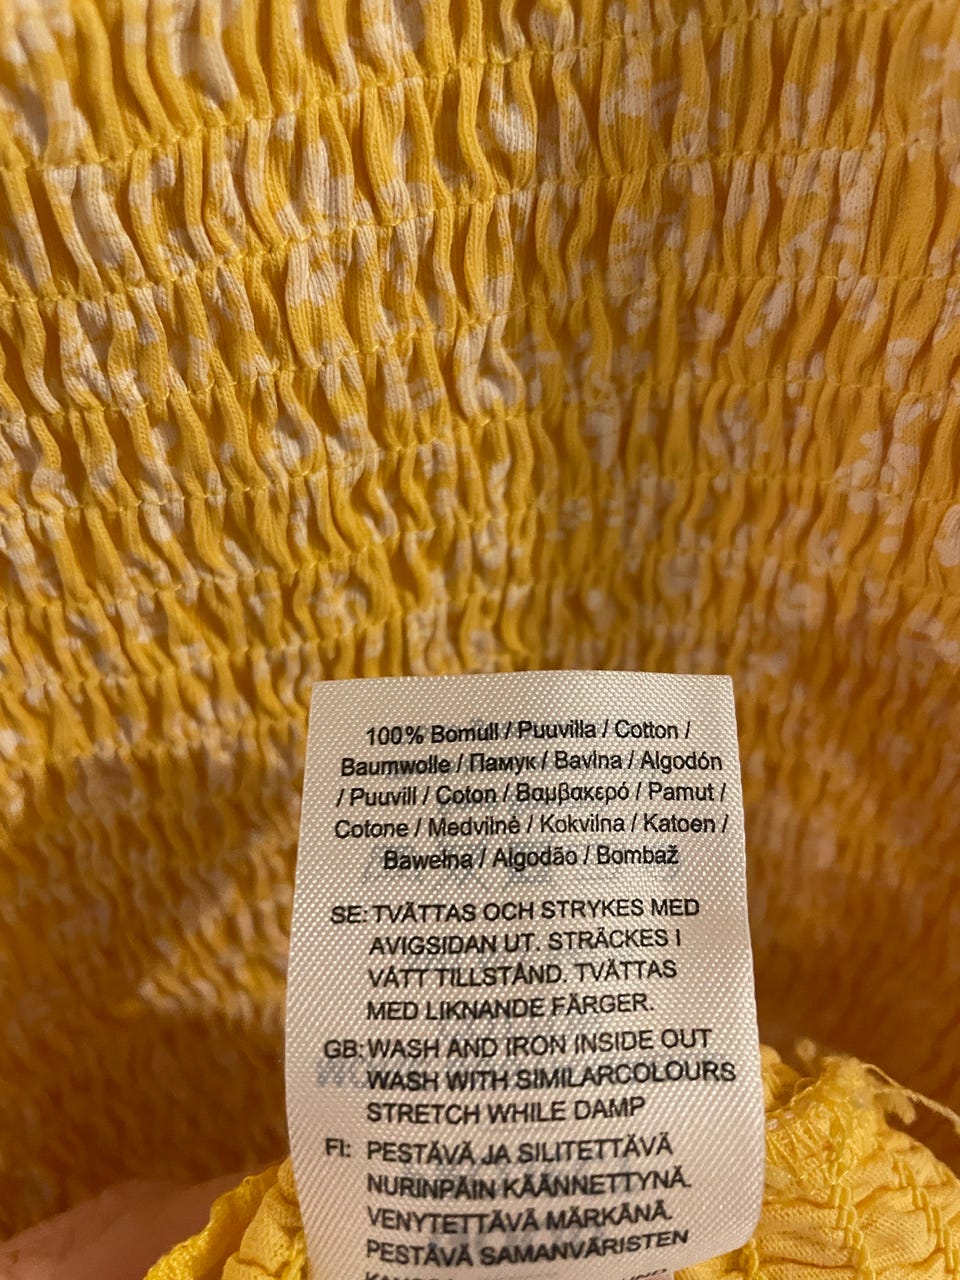 100% Bomull / Puuvilla / Cotton /
Baumwolle / Памук / Bavlna / Algodón
/ Puuvill / Coton / Βαμβακερό / Pamut /
Cotone / Medvilnė / Kokvilna / Katoen /
Bawełna / Algodão / Bombaž
SE: TVÄTTAS OCH STRYKES MED
AVIGSIDAN UT. STRÄCKES I
VÅTT TILLSTÅND. TVÄTTAS
MED LIKNANDE FÄRGER.
GB: WASH AND IRON INSIDE OUT
WASH WITH SIMILARCOLOURS
STRETCH WHILE DAMP
FI: PESTÄVÄ JA SILITETTÄVÄ
NURINPÄIN KÄÄNNETTYNÄ.
VENYTETTÄVÄ MÄRKÄNÄ.
PESTÄVÄ SAMANVÄRISTEN